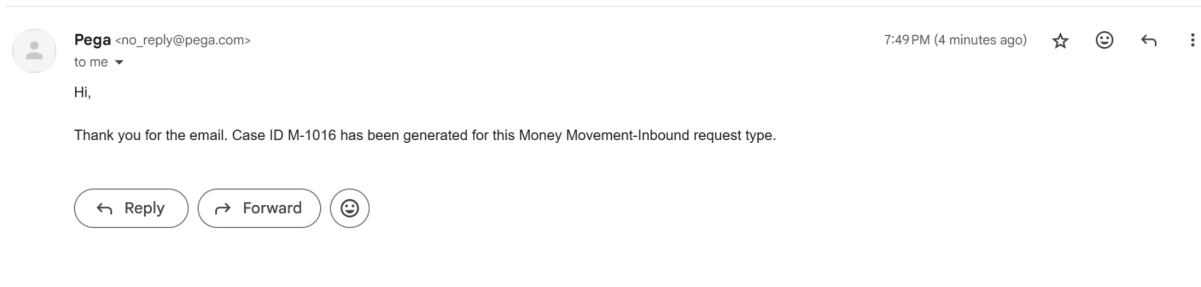 Pega <no_reply@pega.com> 7:49 PM (4 minutes ago)
to me
Hi,
Thank you for the email. Case ID M-1016 has been generated for this Money Movement-Inbound request type.
Reply Forward